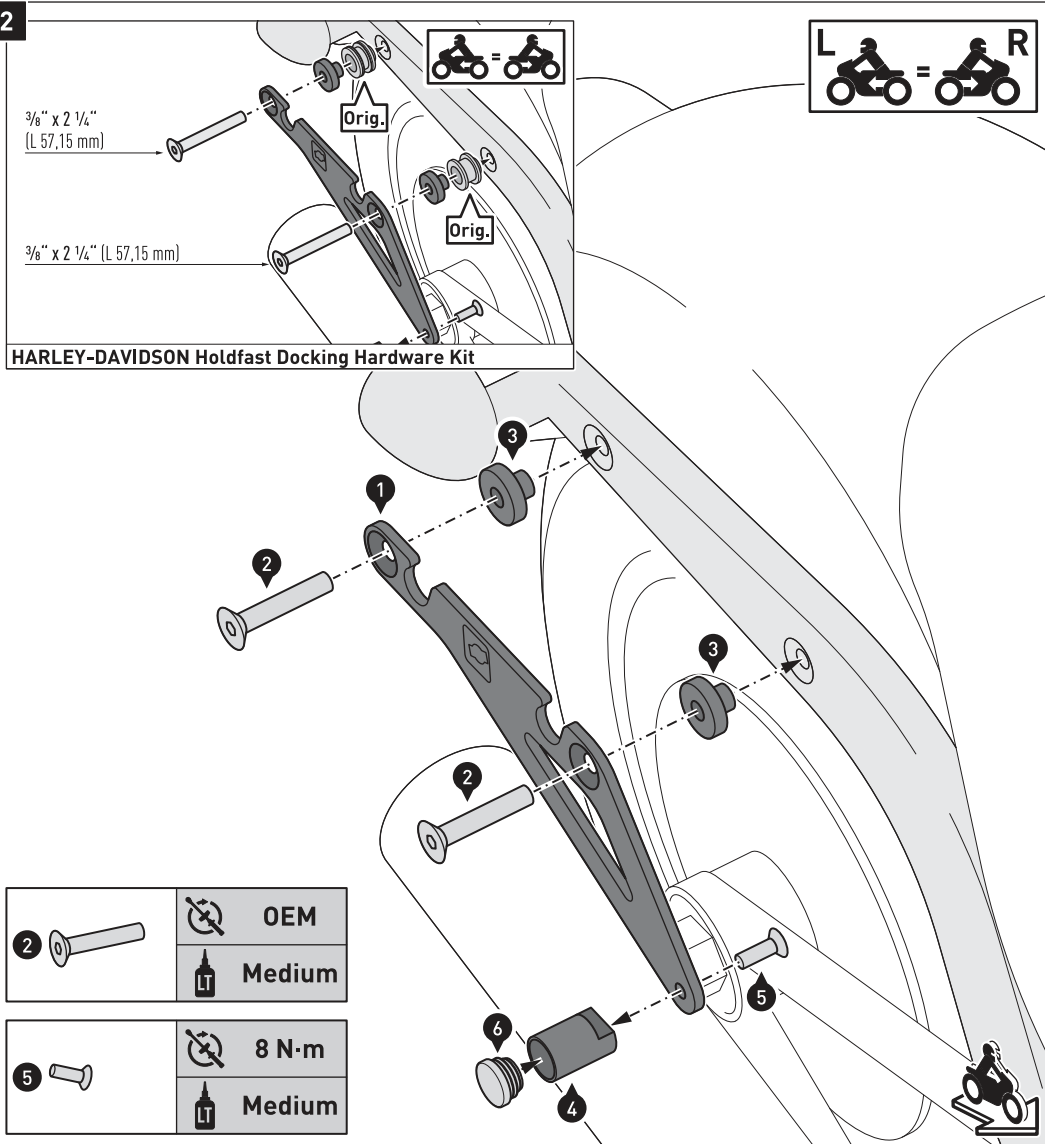 2
3/8“ x 2 1/4“
(L 57,15 mm)
Orig.
=
3/8“ x 2 1/4“ (L 57,15 mm)
Orig.
HARLEY-DAVIDSON Holdfast Docking Hardware Kit
L = R
3
1
2
3
2
2 OEM
LT Medium
5
6
4
5 8 N·m
LT Medium